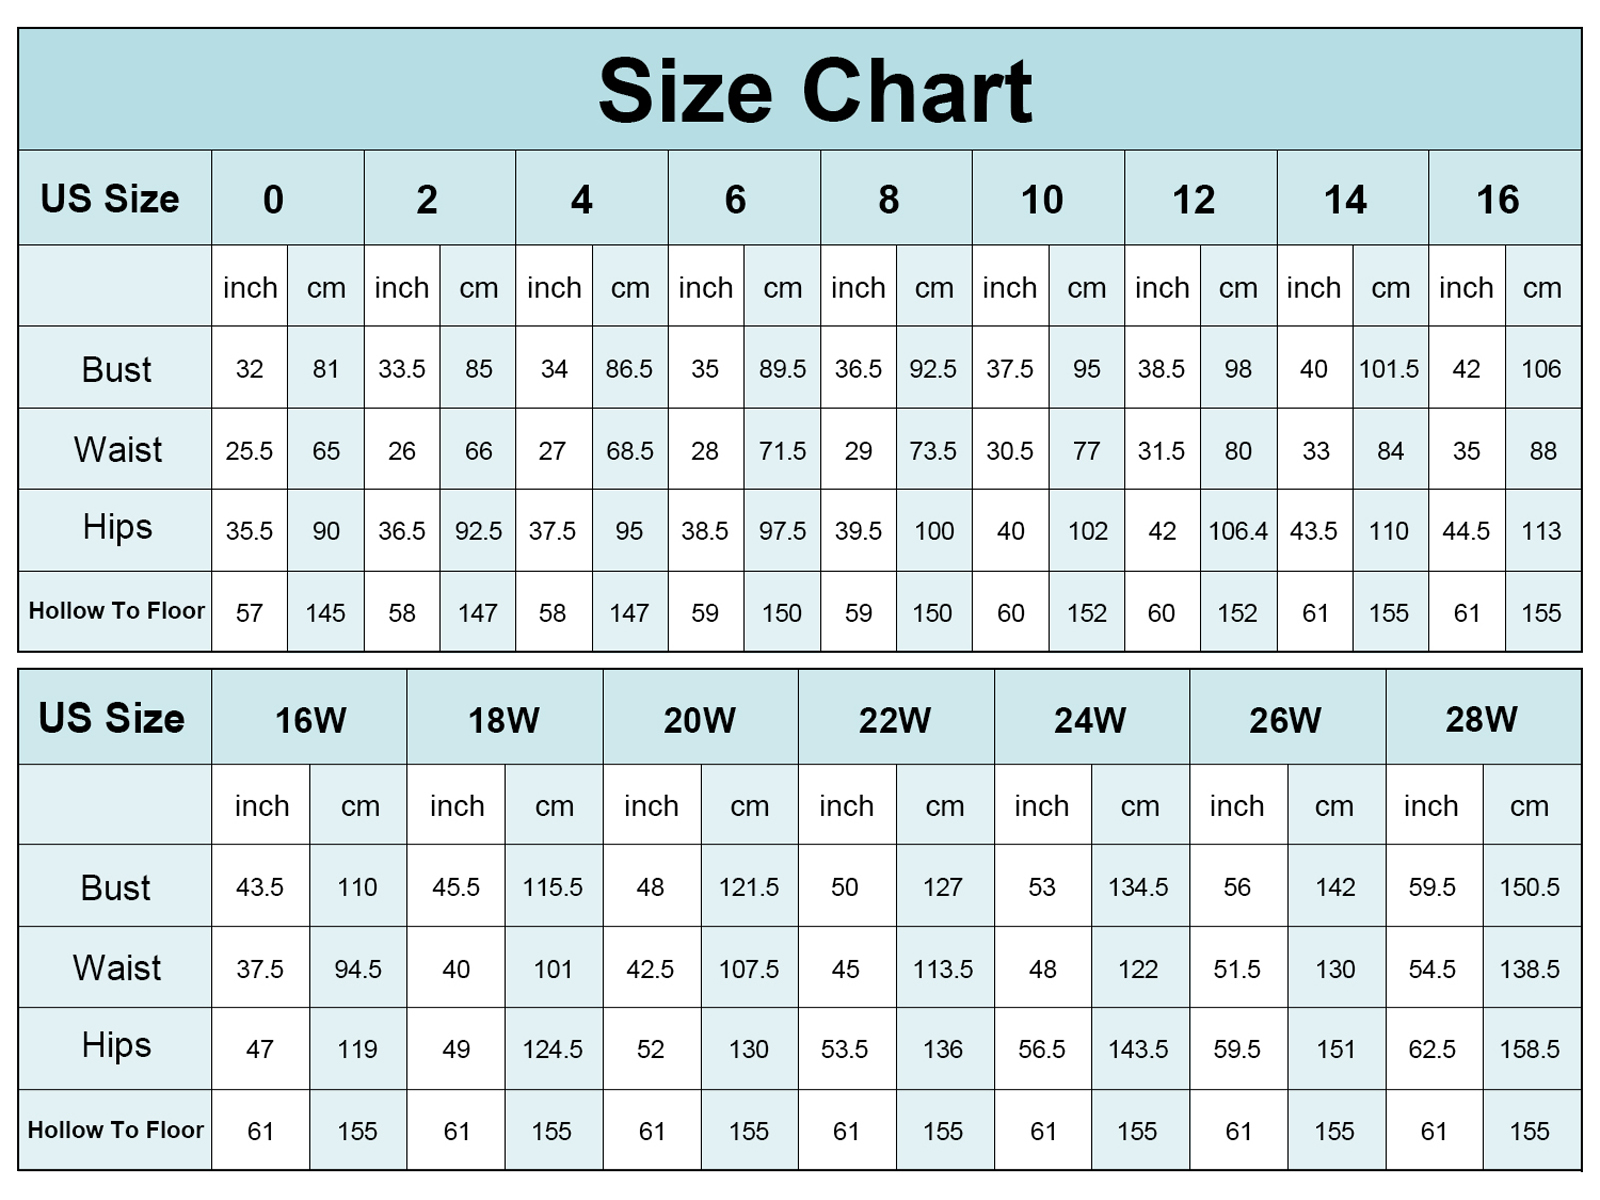 Size Chart
US Size 0 2 4 6 8 10 12 14 16
inch cm inch cm inch cm inch cm inch cm inch cm inch cm inch cm inch cm
Bust 32 81 33.5 85 34 86.5 35 89.5 36.5 92.5 37.5 95 38.5 98 40 101.5 42 106
Waist 25.5 65 26 66 27 68.5 28 71.5 29 73.5 30.5 77 31.5 80 33 84 35 88
Hips 35.5 90 36.5 92.5 37.5 95 38.5 97.5 39.5 100 40 102 42 106.4 43.5 110 44.5 113
Hollow To Floor 57 145 58 147 58 147 59 150 59 150 60 152 60 152 61 155 61 155
US Size 16W 18W 20W 22W 24W 26W 28W
inch cm inch cm inch cm inch cm inch cm inch cm inch cm
Bust 43.5 110 45.5 115.5 48 121.5 50 127 53 134.5 56 142 59.5 150.5
Waist 37.5 94.5 40 101 42.5 107.5 45 113.5 48 122 51.5 130 54.5 138.5
Hips 47 119 49 124.5 52 130 53.5 136 56.5 143.5 59.5 151 62.5 158.5
Hollow To Floor 61 155 61 155 61 155 61 155 61 155 61 155 61 155